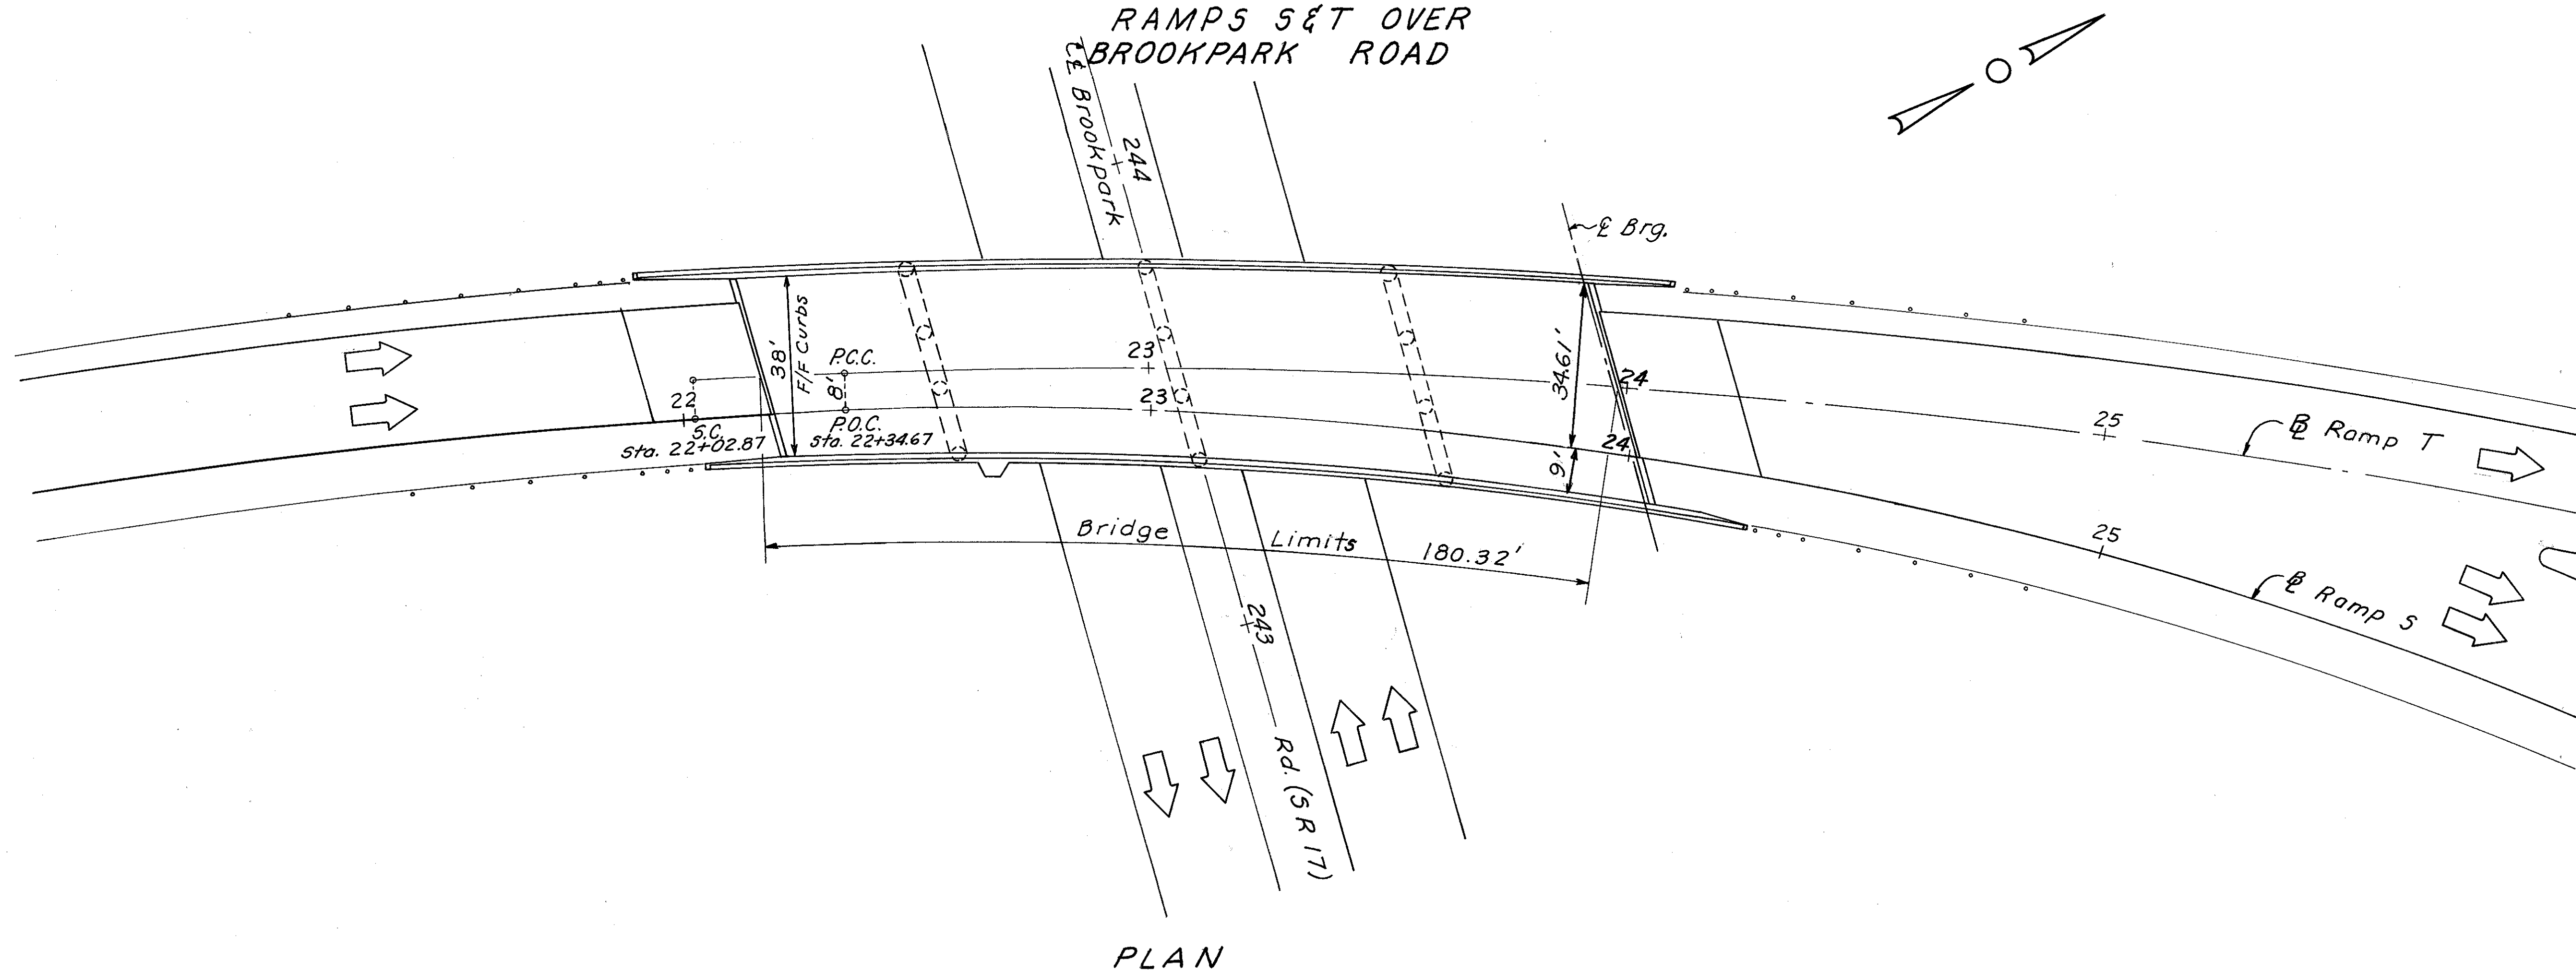 RAMPS S&T OVER
BROOKPARK ROAD
℄ Brookpark
244
℄ Brg.
38'
F/F Curbs
P.C.C.
8'
23
23
34.61'
24
24
9'
22
S.C.
Sta. 22+02.87
P.O.C.
Sta. 22+34.67
25
25
Ramp T
Ramp S
Bridge Limits 180.32'
243
Rd. (S R 17)
PLAN